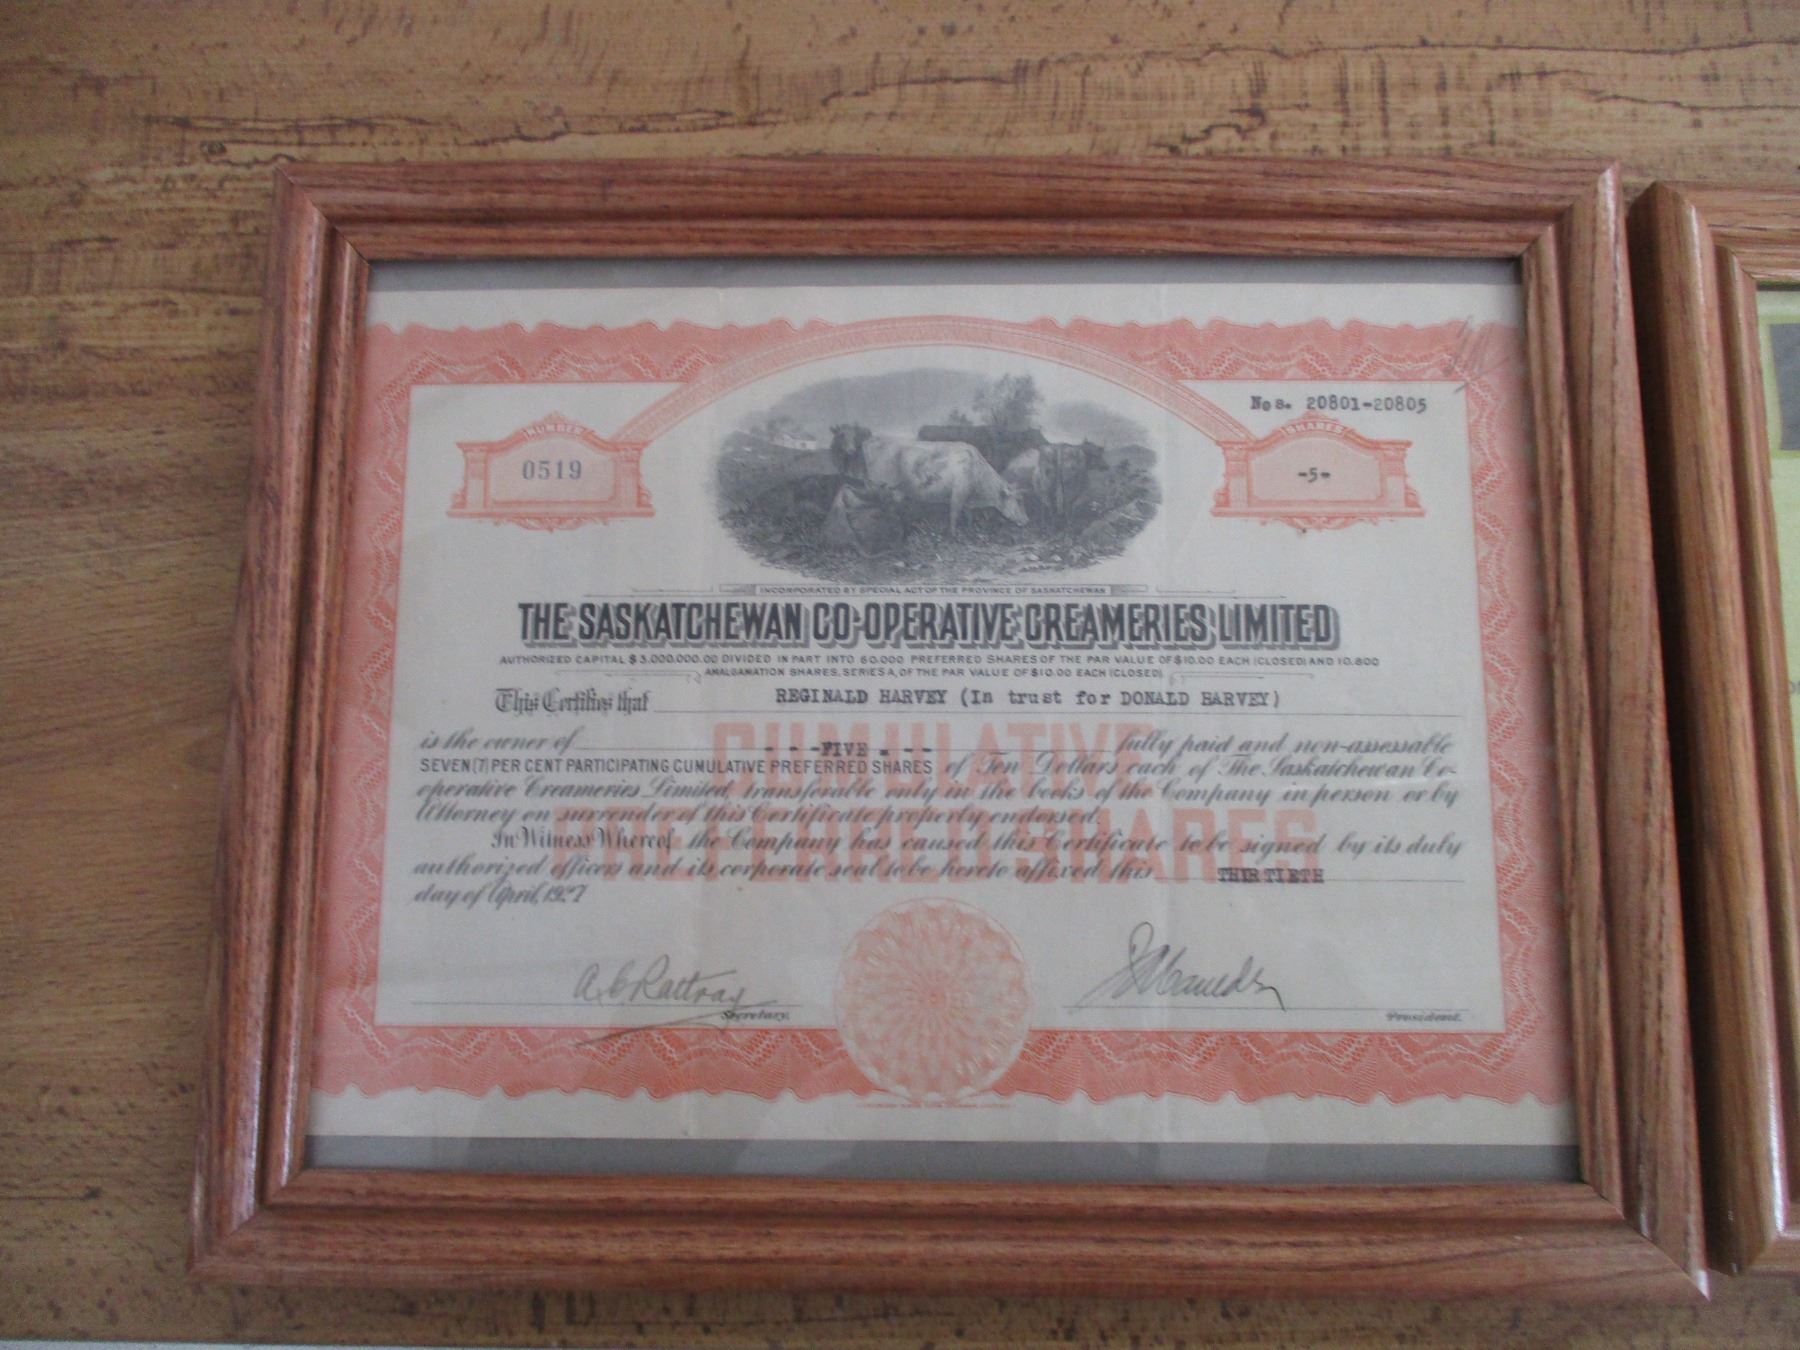 Nos. 20801-20805
NUMBER
SHARES
0519
-5-
INCORPORATED BY SPECIAL ACT OF THE PROVINCE OF SASKATCHEWAN
THE SASKATCHEWAN CO-OPERATIVE CREAMERIES LIMITED
AUTHORIZED CAPITAL $3,000,000.00 DIVIDED IN PART INTO 60,000 PREFERRED SHARES OF THE PAR VALUE OF $10.00 EACH (CLOSED) AND 10,800
AMALGAMATION SHARES, SERIES A, OF THE PAR VALUE OF $10.00 EACH (CLOSED)
This Certifies that REGINALD HARVEY (In trust for DONALD HARVEY)
CUMULATIVE
is the owner of - - -FIVE - - - fully paid and non-assessable
SEVEN (7) PER CENT PARTICIPATING CUMULATIVE PREFERRED SHARES of Ten Dollars each of The Saskatchewan Co-
operative Creameries Limited, transferable only in the books of the Company in person or by
Attorney on surrender of this Certificate properly endorsed.
PREFERRED SHARES
In Witness Whereof, the Company has caused this Certificate to be signed by its duly
authorized officers and its corporate seal to be hereto affixed this THIRTIETH
day of April, 1927
A C Rattray
Secretary.
President.